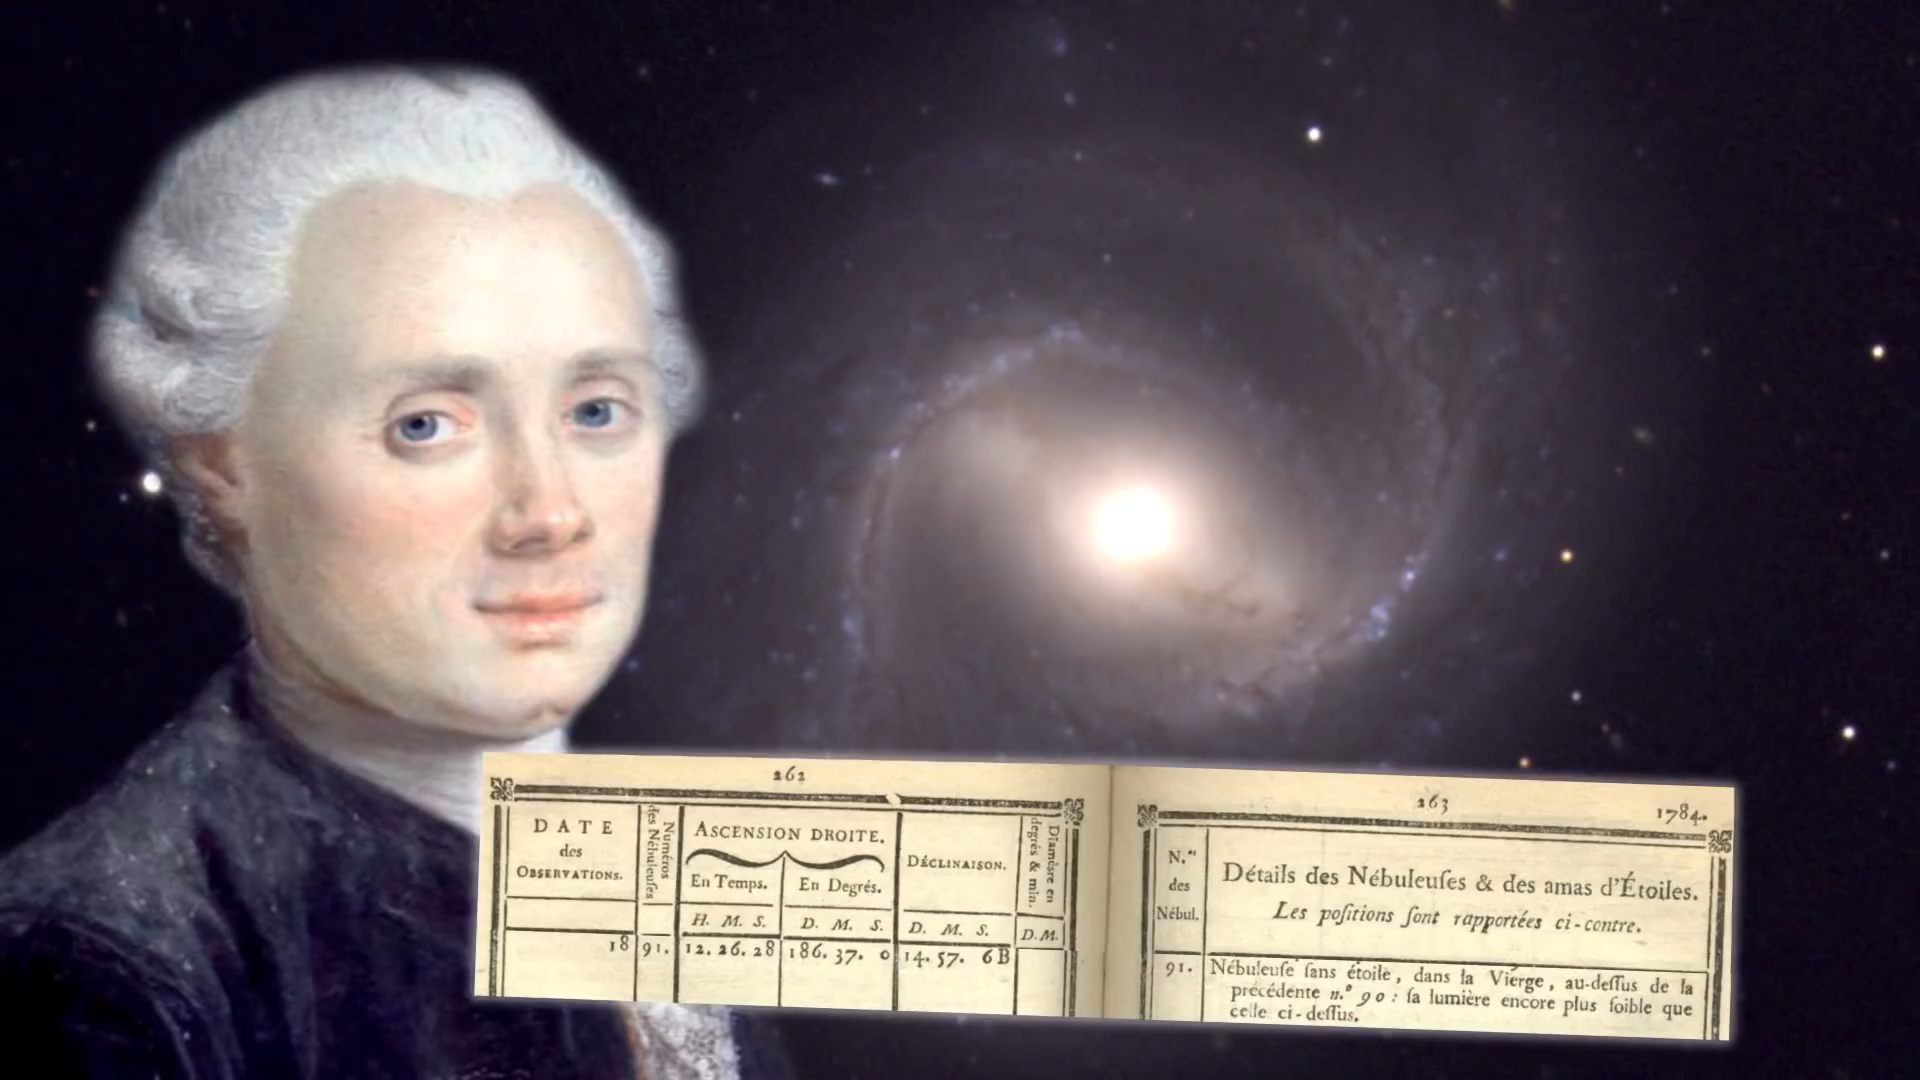 262
DATE
des
OBSERVATIONS.
Numéros
des Nébuleuſes
ASCENSION DROITE.
En Temps.
En Degrés.
DÉCLINAISON.
Diamètre en
degrés & min.
H. M. S.
D. M. S.
D. M. S.
D. M.
18
91.
12. 26. 28
186. 37. 0
14. 57. 6 B
263
1784.
N.os
des
Nébul.
Détails des Nébuleuſes & des amas d'Étoiles.
Les poſitions ſont rapportées ci-contre.
91.
Nébuleuſe ſans étoile, dans la Vierge, au-deſſus de la
précédente n.° 90 : ſa lumière encore plus foible que
celle ci-deſſus.